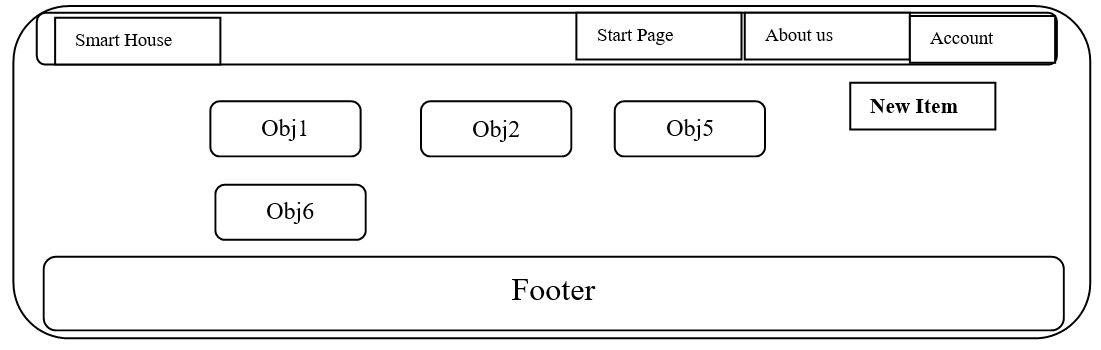 Smart House
Start Page
About us
Account
New Item
Obj1
Obj2
Obj5
Obj6
Footer